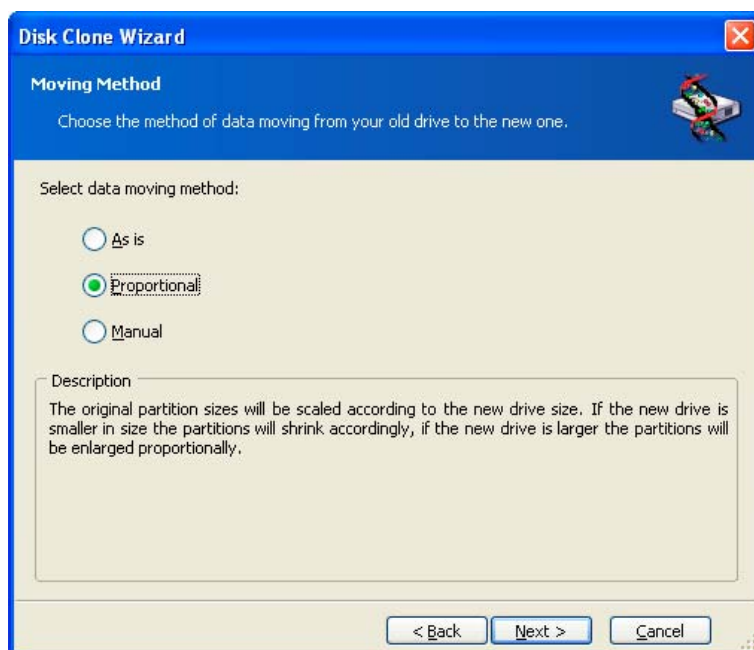 Disk Clone Wizard
Moving Method
Choose the method of data moving from your old drive to the new one.
Select data moving method:
As is
Proportional
Manual
Description
The original partition sizes will be scaled according to the new drive size. If the new drive is
smaller in size the partitions will shrink accordingly, if the new drive is larger the partitions will
be enlarged proportionally.
< Back Next > Cancel